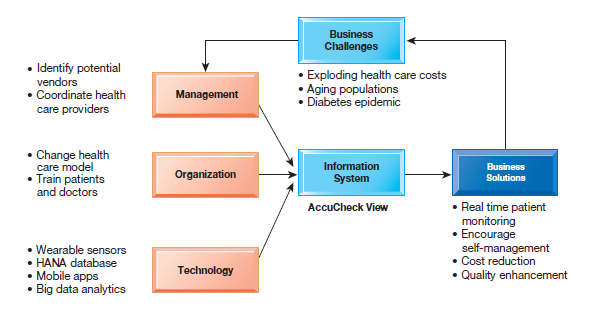 Business
Challenges
• Exploding health care costs
• Aging populations
• Diabetes epidemic
• Identify potential
vendors
• Coordinate health
care providers
Management
• Change health
care model
• Train patients
and doctors
Organization
Information
System
AccuCheck View
Business
Solutions
• Real time patient
monitoring
• Encourage
self-management
• Cost reduction
• Quality enhancement
• Wearable sensors
• HANA database
• Mobile apps
• Big data analytics
Technology